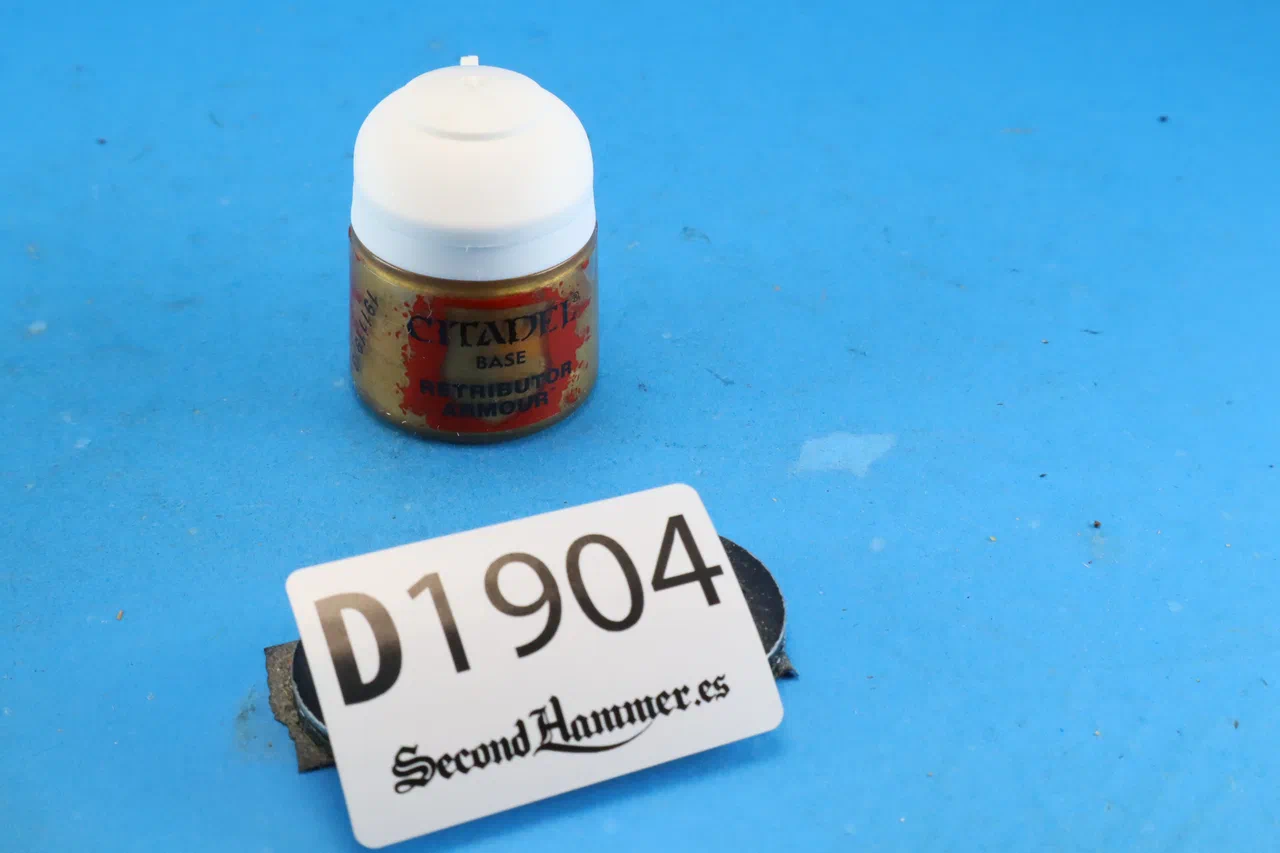 CITADEL®
BASE
RETRIBUTOR
ARMOUR
D1904
SecondHammer.es